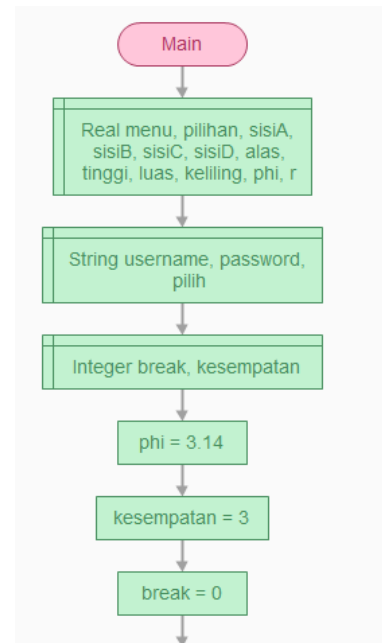 Main
Real menu, pilihan, sisiA,
sisiB, sisiC, sisiD, alas,
tinggi, luas, keliling, phi, r
String username, password,
pilih
Integer break, kesempatan
phi = 3.14
kesempatan = 3
break = 0